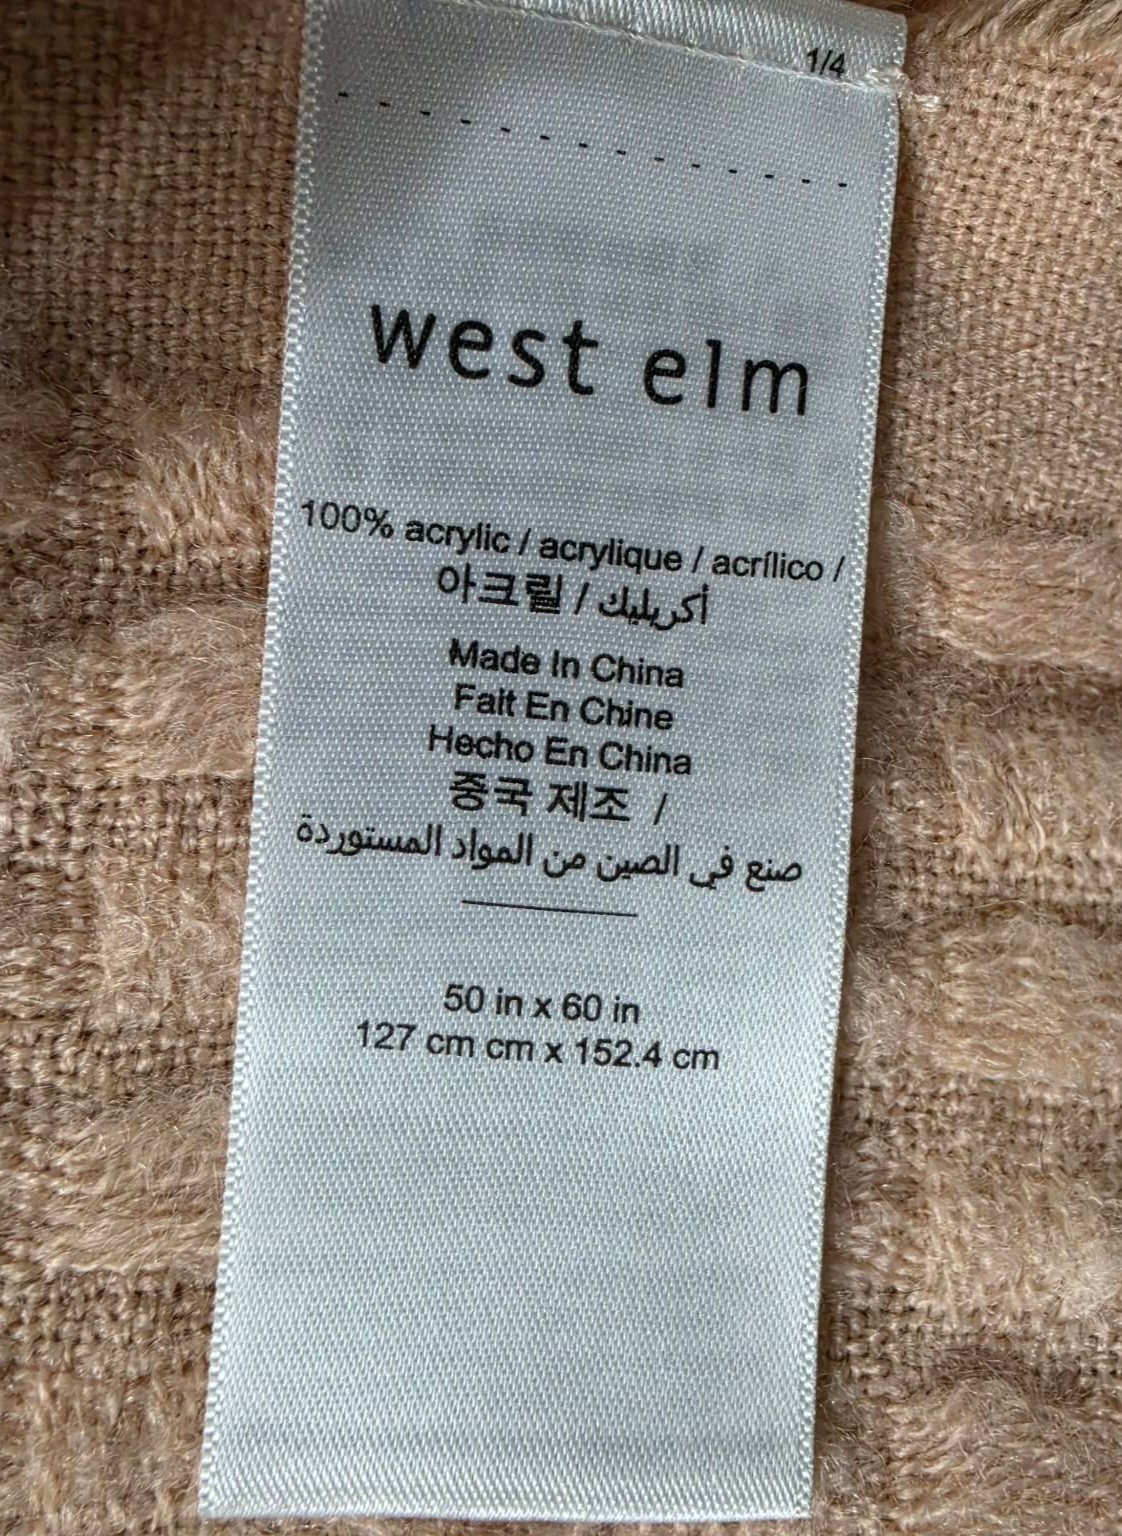 1/4
west elm
100% acrylic / acrylique / acrílico /
아크릴 / أكريليك
Made In China
Fait En Chine
Hecho En China
중국 제조 /
صنع في الصين من المواد المستوردة
50 in x 60 in
127 cm cm x 152.4 cm